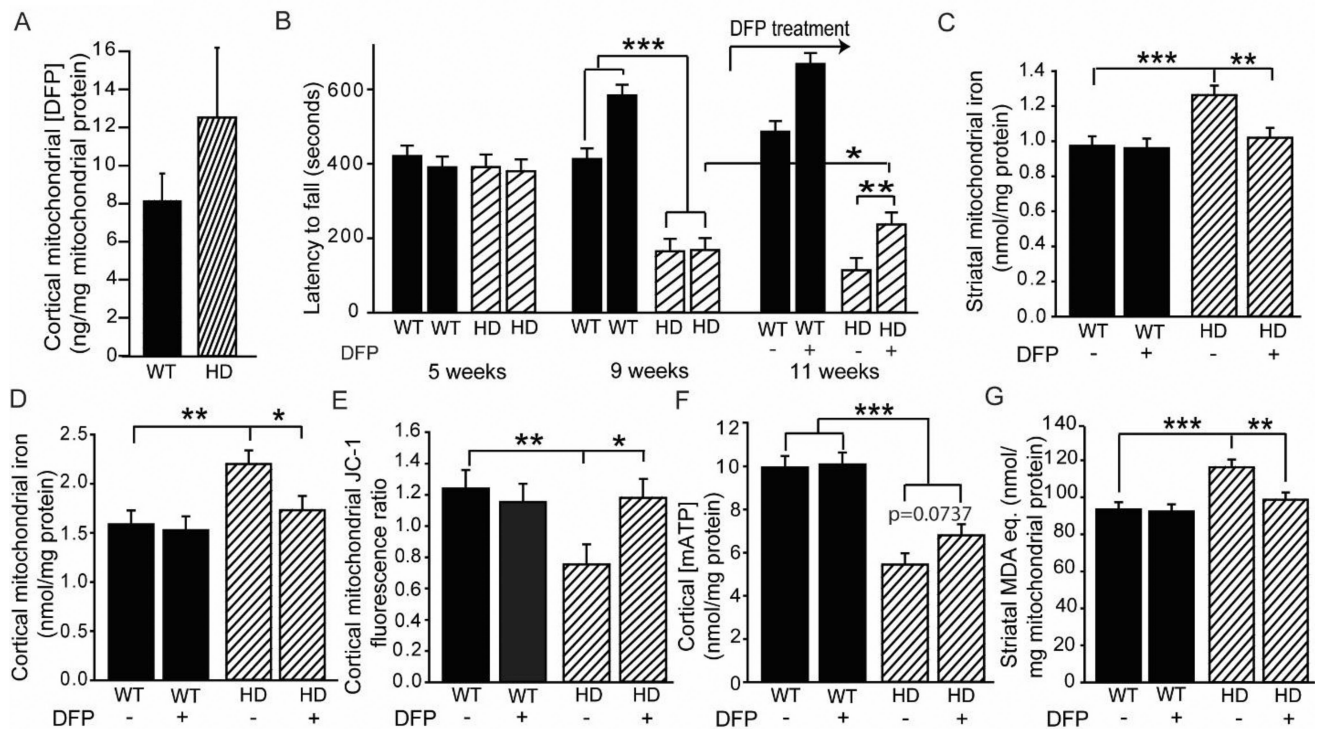 A
Cortical mitochondrial [DFP]
(ng/mg mitochondrial protein)
16
14
12
10
8
6
4
2
0
WT HD
B
Latency to fall (seconds)
600
400
200
0
***
DFP treatment
*
**
WT WT HD HD WT WT HD HD WT WT HD HD
DFP - + - +
5 weeks 9 weeks 11 weeks
C
Striatal mitochondrial iron
(nmol/mg protein)
1.4
1.2
1.0
0.8
0.6
0.4
*** **
WT WT HD HD
DFP - + - +
D
Cortical mitochondrial iron
(nmol/mg protein)
2.5
2.0
1.5
1.0
0.5
** *
WT WT HD HD
DFP - + - +
E
Cortical mitochondrial JC-1
fluorescence ratio
1.6
1.4
1.2
1.0
0.8
0.6
0.4
0.2
0.0
** *
WT WT HD HD
DFP - + - +
F
Cortical [mATP]
(nmol/mg protein)
12
10
8
6
4
2
0
***
p=0.0737
WT WT HD HD
DFP - + - +
G
Striatal MDA eq. (nmol/
mg mitochondrial protein)
140
120
100
80
60
40
20
0
*** **
WT WT HD HD
DFP - + - +